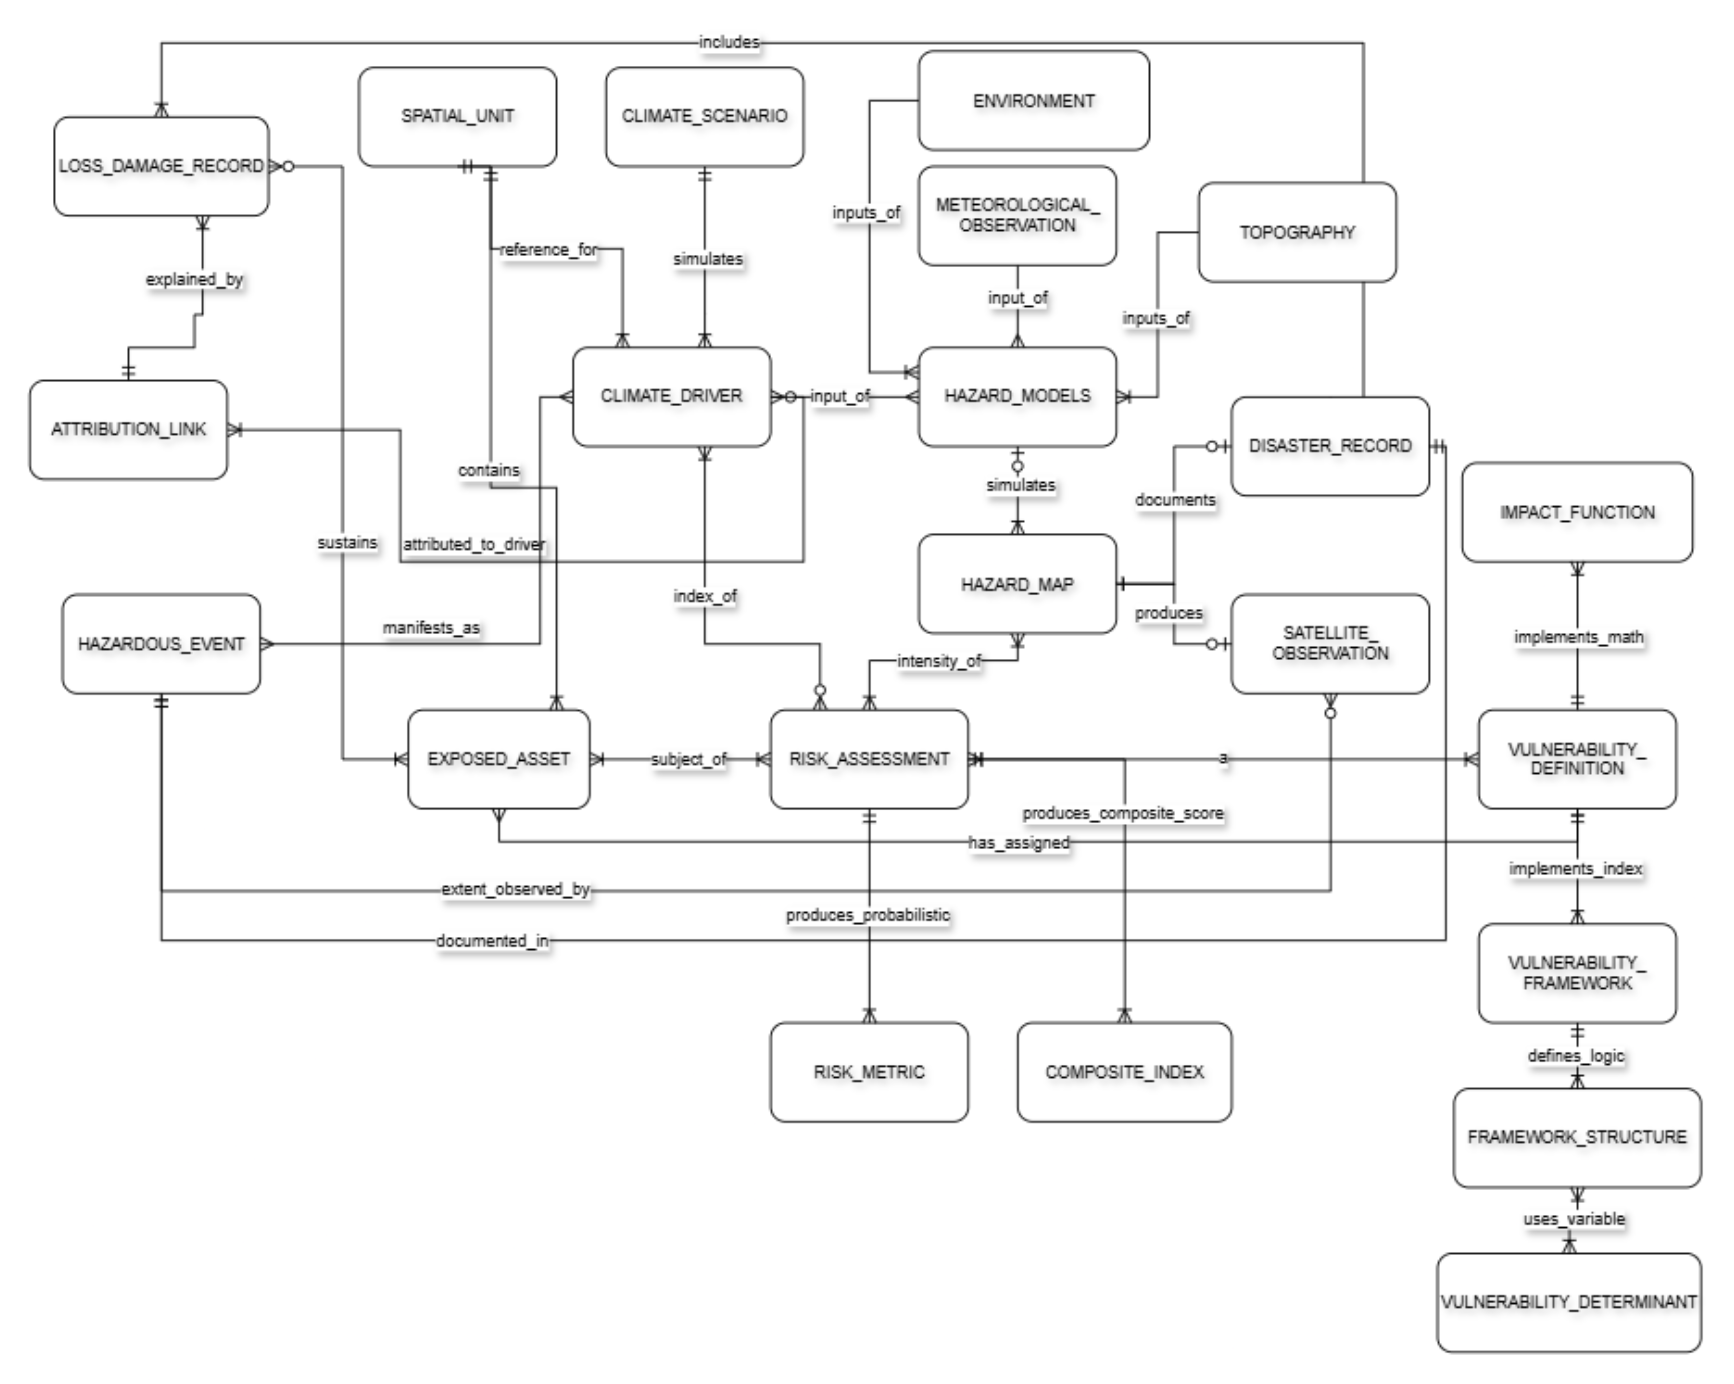 includes
SPATIAL_UNIT
CLIMATE_SCENARIO
ENVIRONMENT
LOSS_DAMAGE_RECORD
METEOROLOGICAL_
OBSERVATION
inputs_of
TOPOGRAPHY
reference_for
simulates
explained_by
input_of
inputs_of
CLIMATE_DRIVER
input_of
HAZARD_MODELS
ATTRIBUTION_LINK
DISASTER_RECORD
contains
simulates
documents
IMPACT_FUNCTION
sustains
attributed_to_driver
HAZARD_MAP
index_of
produces
manifests_as
HAZARDOUS_EVENT
SATELLITE_
OBSERVATION
implements_math
intensity_of
EXPOSED_ASSET
subject_of
RISK_ASSESSMENT
a
VULNERABILITY_
DEFINITION
produces_composite_score
has_assigned
implements_index
extent_observed_by
produces_probabilistic
documented_in
VULNERABILITY_
FRAMEWORK
defines_logic
RISK_METRIC
COMPOSITE_INDEX
FRAMEWORK_STRUCTURE
uses_variable
VULNERABILITY_DETERMINANT